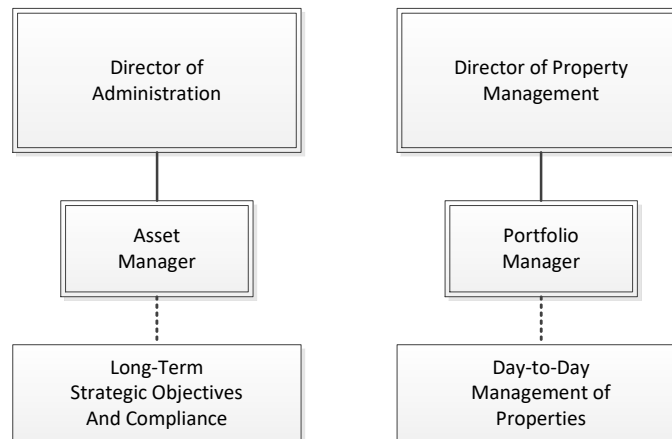 Director of
Administration
Director of Property
Management
Asset
Manager
Portfolio
Manager
Long-Term
Strategic Objectives
And Compliance
Day-to-Day
Management of
Properties